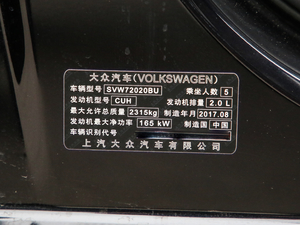 大众汽车(VOLKSWAGEN)
车辆型号 SVW72020BU 乘坐人数 5
发动机型号 CUH 发动机排量 2.0 L
最大允许总质量 2315kg 制造年月 2017.08
发动机最大净功率 165 kW 制造国 中国
车辆识别代号
上汽大众汽车有限公司